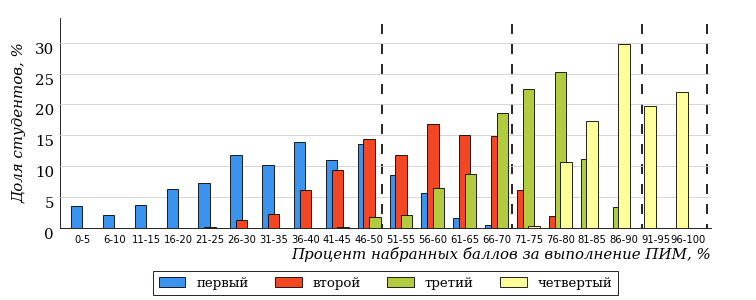 Доля студентов, %
30
25
20
15
10
5
0
0-5 6-10 11-15 16-20 21-25 26-30 31-35 36-40 41-45 46-50 51-55 56-60 61-65 66-70 71-75 76-80 81-85 86-90 91-95 96-100
Процент набранных баллов за выполнение ПИМ, %
первый второй третий четвертый